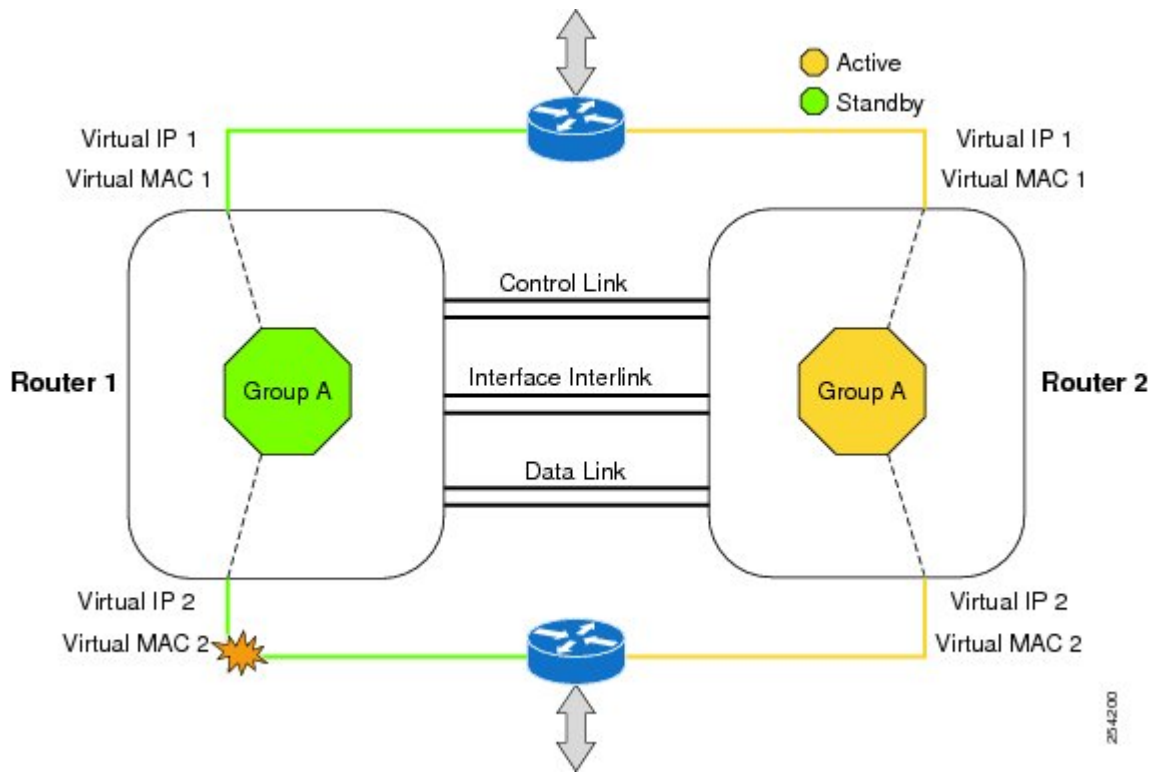 Active
Standby
Virtual IP 1
Virtual MAC 1
Virtual IP 1
Virtual MAC 1
Control Link
Router 1
Group A
Interface Interlink
Group A
Router 2
Data Link
Virtual IP 2
Virtual MAC 2
Virtual IP 2
Virtual MAC 2
254200